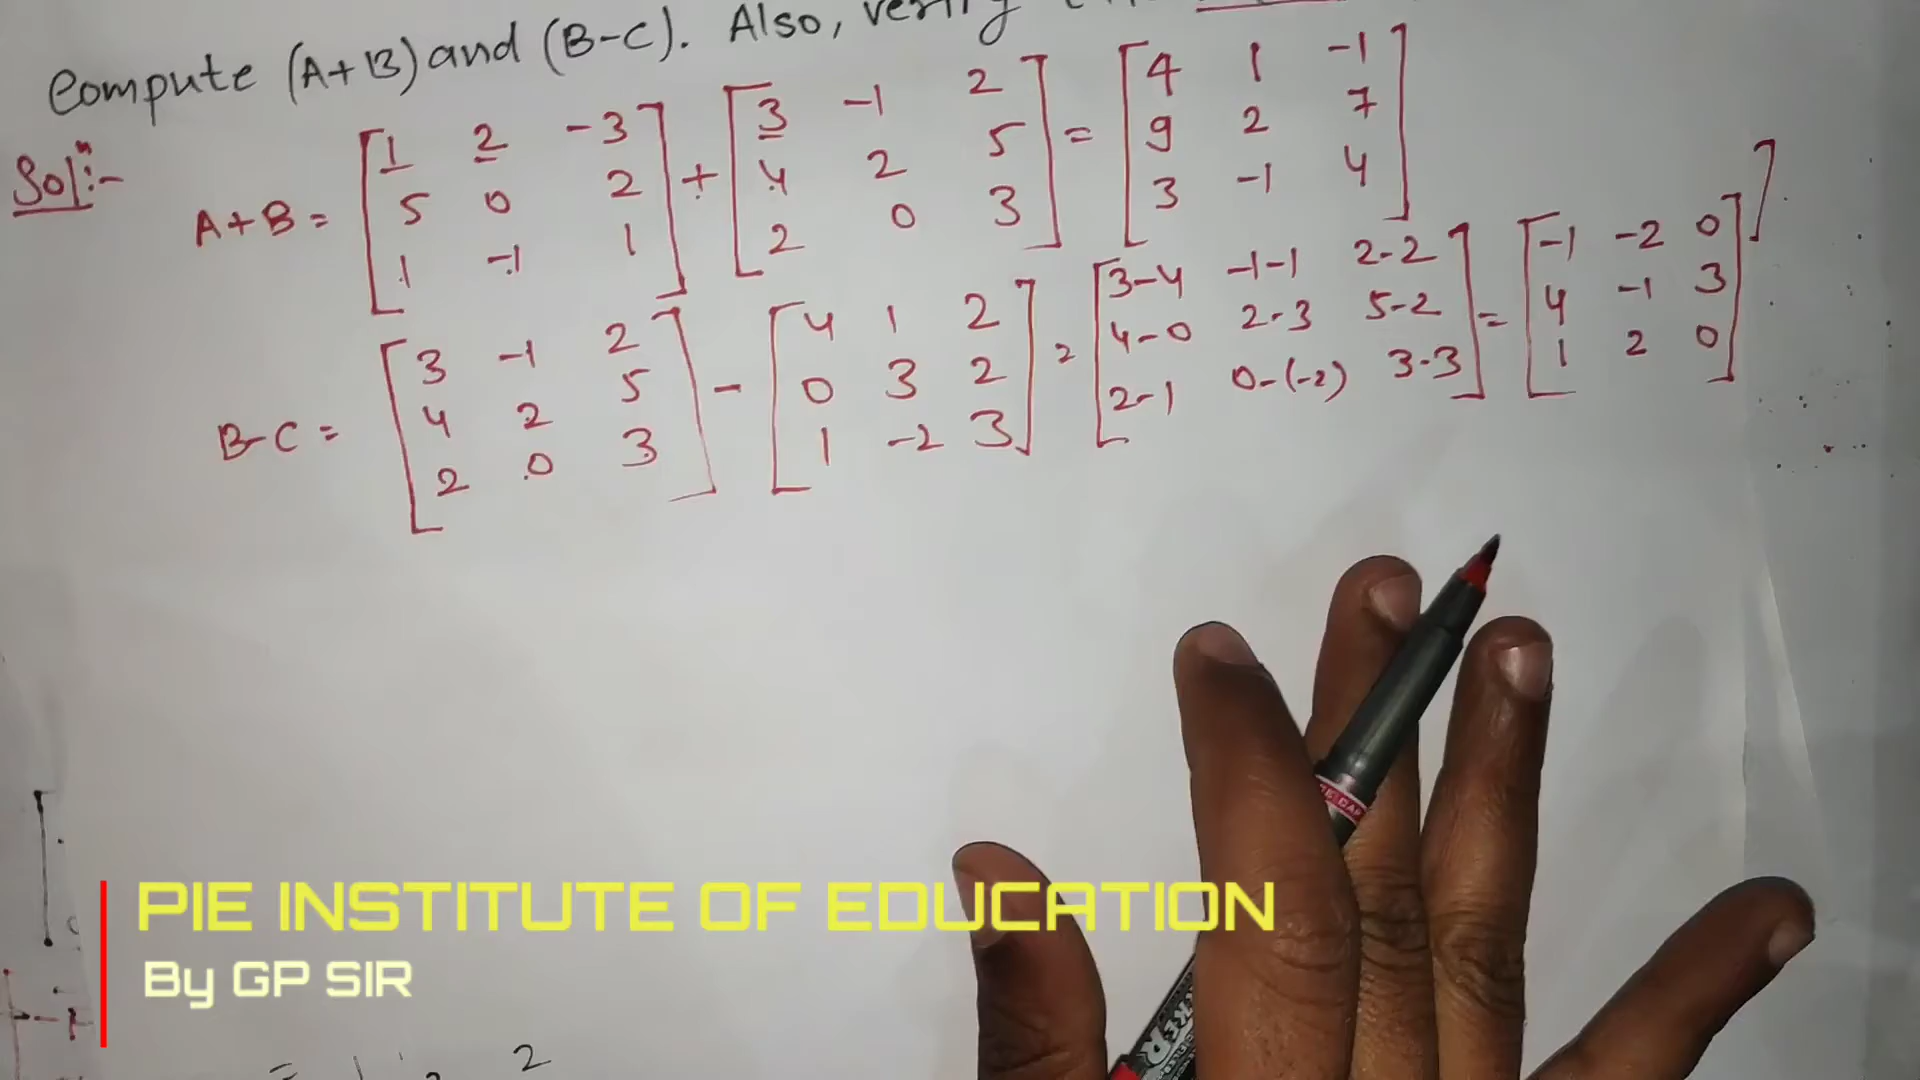 Compute (A+B) and (B-C). Also, verify
Sol:-
A+B = [1 2 -3 5 0 2 1 -1 1] + [3 -1 2 4 2 5 2 0 3] = [4 1 -1 9 2 7 3 -1 4]
B-C = [3 -1 2 4 2 5 2 0 3] - [4 1 2 0 3 2 1 -2 3] = [3-4 -1-1 2-2 4-0 2-3 5-2 2-1 0-(-2) 3-3] = [-1 -2 0 4 -1 3 1 2 0]
PIE INSTITUTE OF EDUCATION
By GP SIR